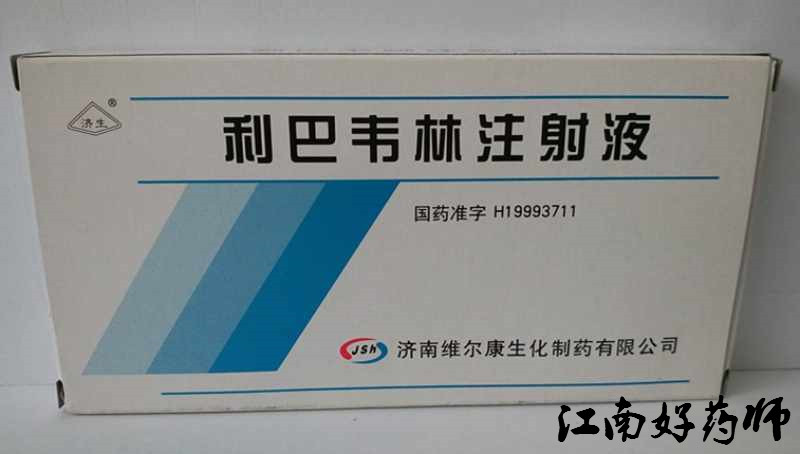 济生®
利巴韦林注射液
国药准字 H19993711
JSh 济南维尔康生化制药有限公司
江南好药师